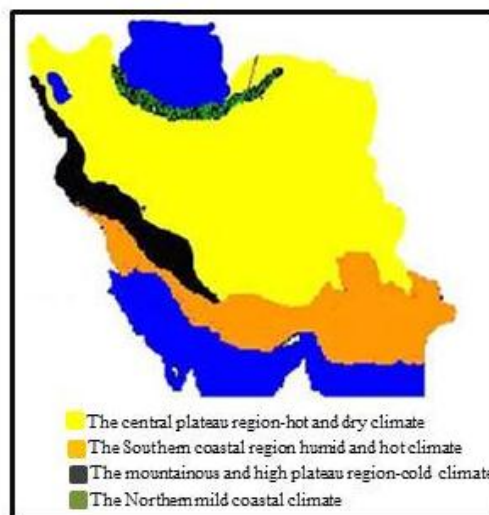 The central plateau region-hot and dry climate
The Southern coastal region humid and hot climate
The mountainous and high plateau region-cold climate
The Northern mild coastal climate